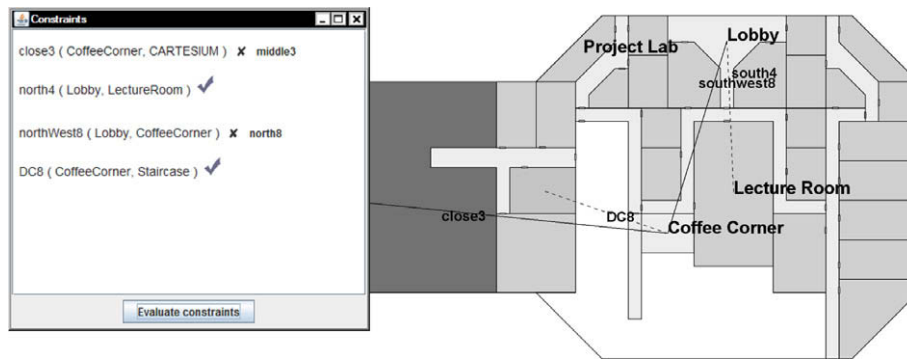 Constraints
close3 ( CoffeeCorner, CARTESIUM ) ✘ middle3
north4 ( Lobby, LectureRoom ) ✔
northWest8 ( Lobby, CoffeeCorner ) ✘ north8
DC8 ( CoffeeCorner, Staircase ) ✔
Evaluate constraints
Lobby
Project Lab
south4
southwest8
Lecture Room
close3
DC8
Coffee Corner